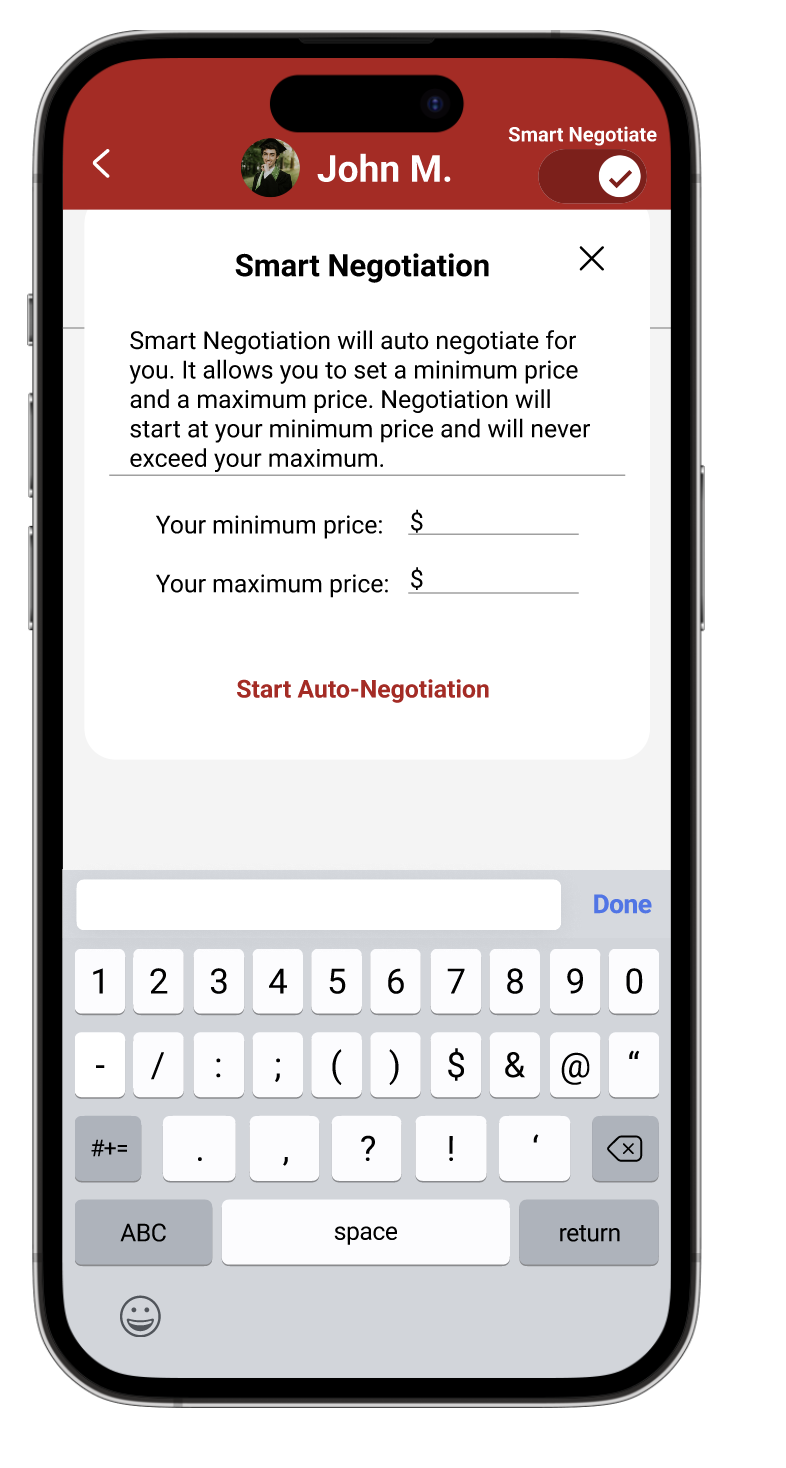 Smart Negotiate
John M.
Smart Negotiation
Smart Negotiation will auto negotiate for
you. It allows you to set a minimum price
and a maximum price. Negotiation will
start at your minimum price and will never
exceed your maximum.
Your minimum price: $
Your maximum price: $
Start Auto-Negotiation
Done
1 2 3 4 5 6 7 8 9 0
- / : ; ( ) $ & @ “
#+= . , ? ! ‘
ABC space return